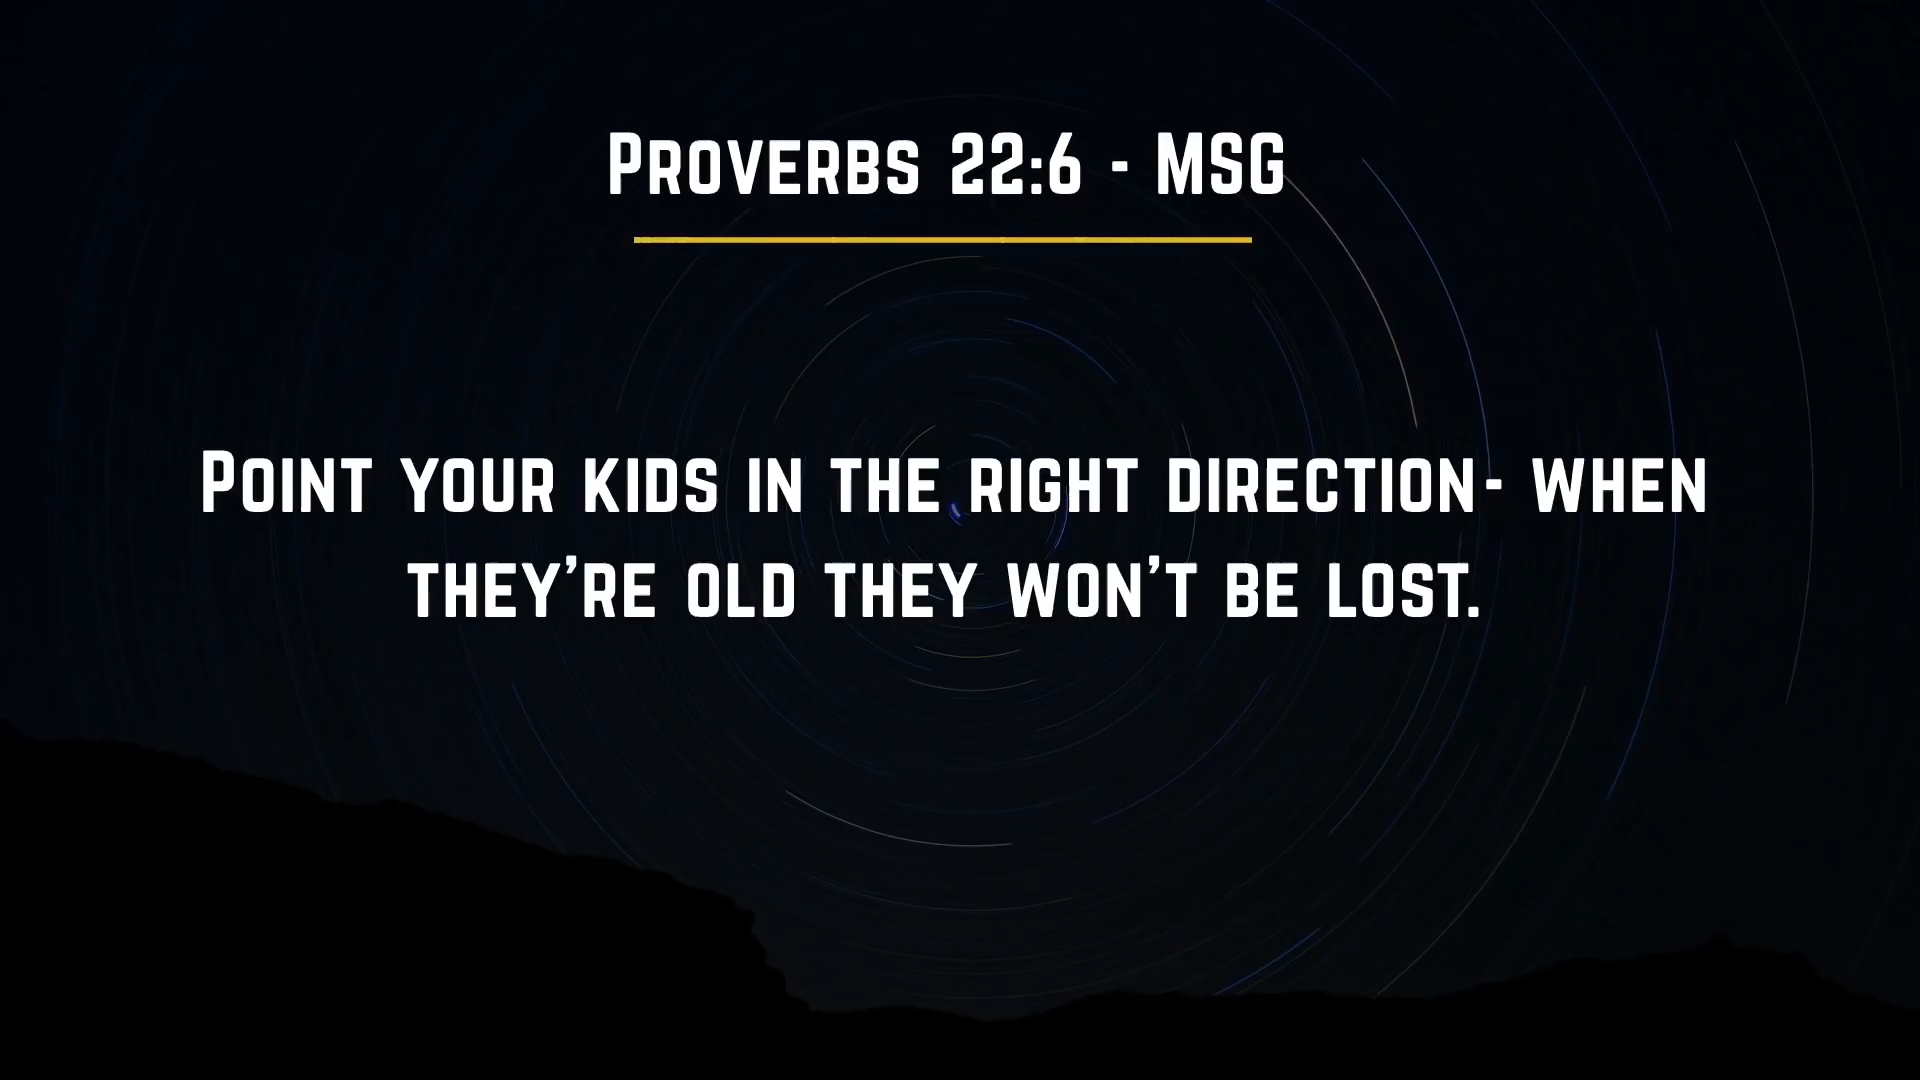 Proverbs 22:6 - MSG
Point your kids in the right direction- when
they're old they won't be lost.